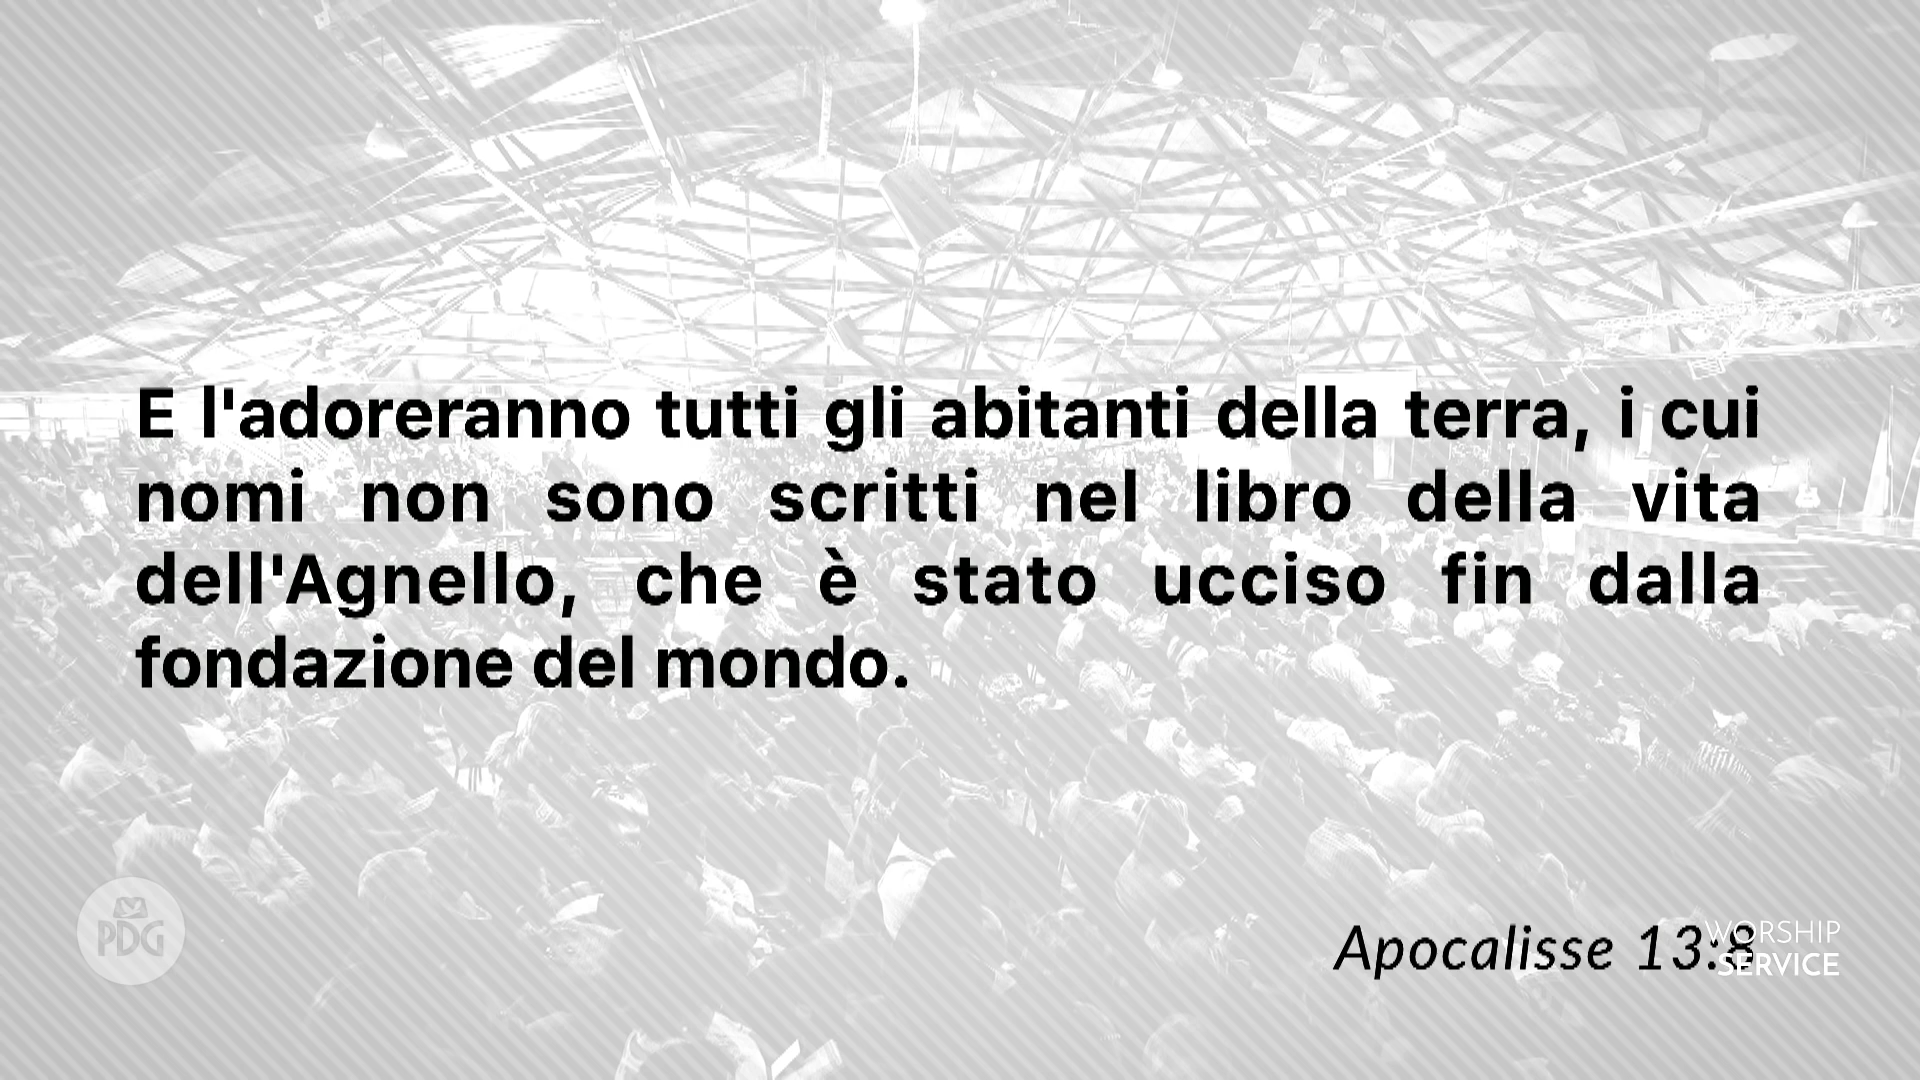 E l'adoreranno tutti gli abitanti della terra, i cui
nomi non sono scritti nel libro della vita
dell'Agnello, che è stato ucciso fin dalla
fondazione del mondo.
PDG
Apocalisse 13:8
WORSHIP
SERVICE